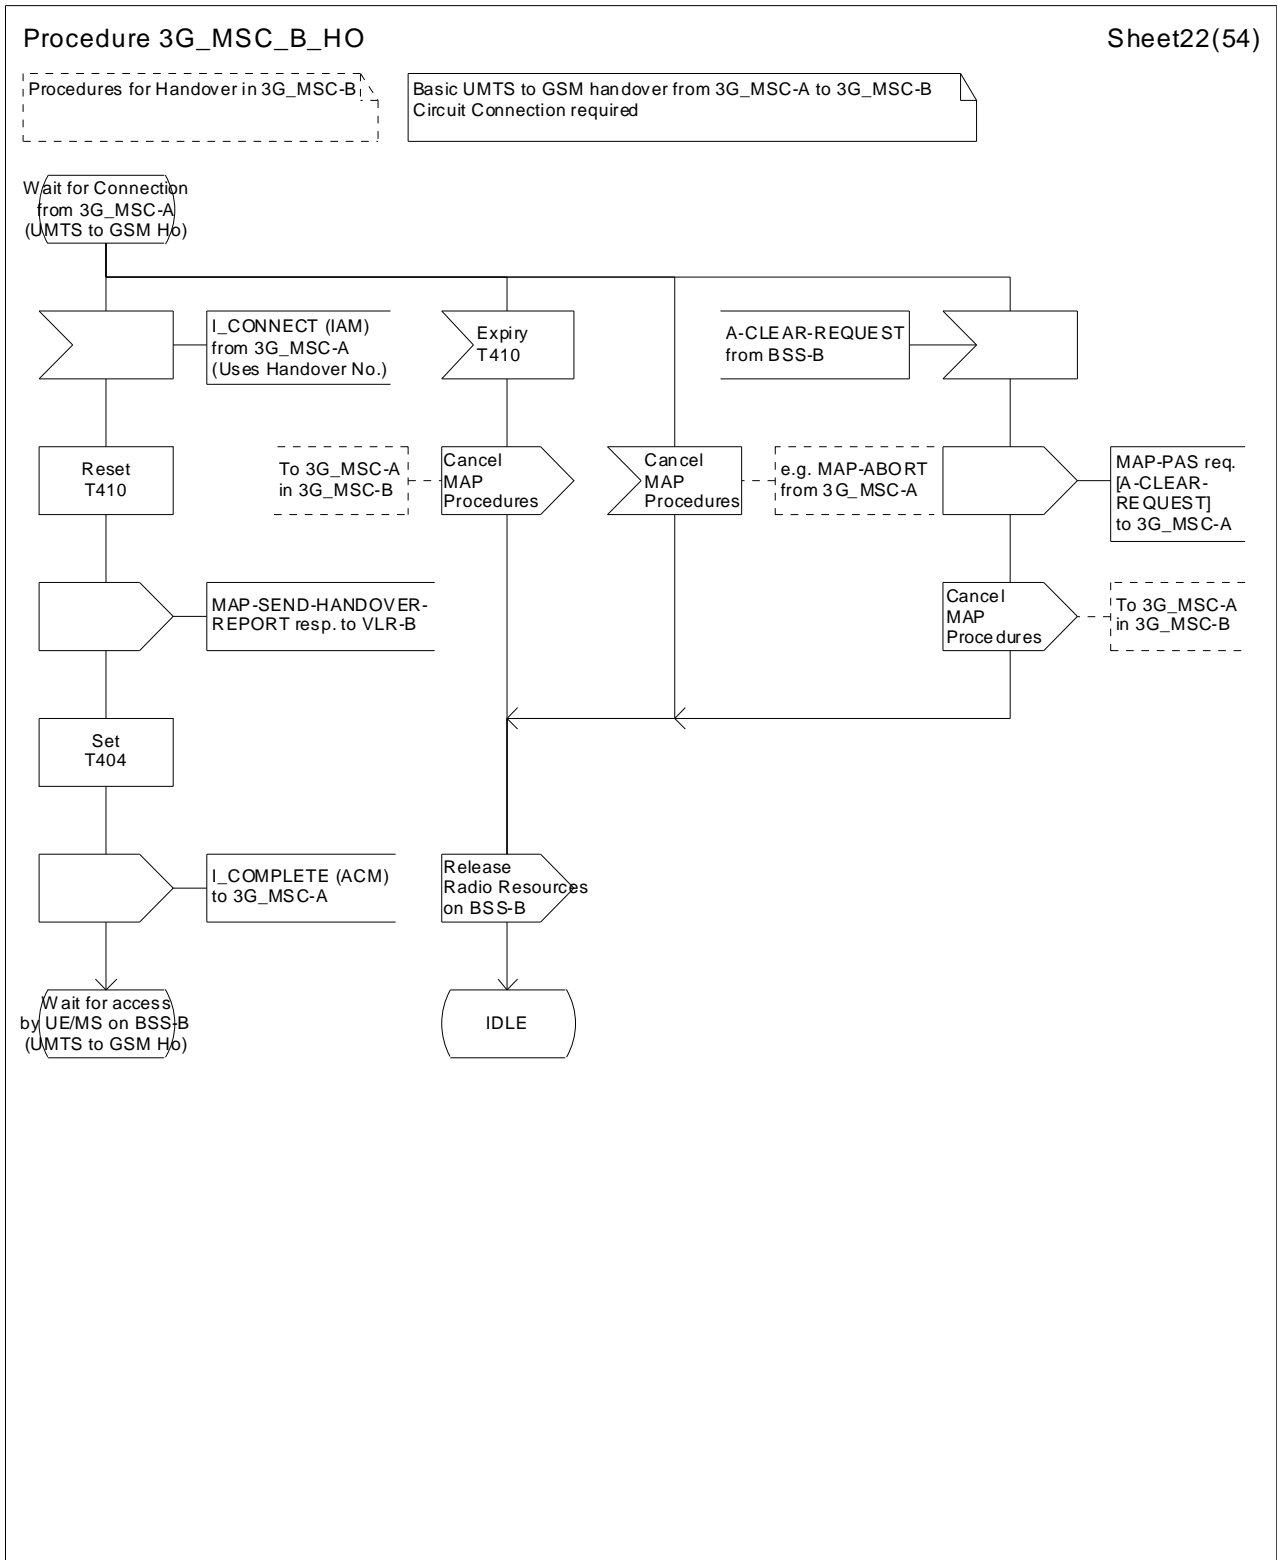 Procedure 3G_MSC_B_HO
Sheet22(54)
Procedures for Handover in 3G_MSC-B
Basic UMTS to GSM handover from 3G_MSC-A to 3G_MSC-B
Circuit Connection required
Wait for Connection
from 3G_MSC-A
(UMTS to GSM Ho)
I_CONNECT (IAM)
from 3G_MSC-A
(Uses Handover No.)
Expiry
T410
A-CLEAR-REQUEST
from BSS-B
Reset
T410
To 3G_MSC-A
in 3G_MSC-B
Cancel
MAP
Procedures
Cancel
MAP
Procedures
e.g. MAP-ABORT
from 3G_MSC-A
MAP-PAS req.
[A-CLEAR-
REQUEST]
to 3G_MSC-A
MAP-SEND-HANDOVER-
REPORT resp. to VLR-B
Cancel
MAP
Procedures
To 3G_MSC-A
in 3G_MSC-B
Set
T404
I_COMPLETE (ACM)
to 3G_MSC-A
Release
Radio Resources
on BSS-B
Wait for access
by UE/MS on BSS-B
(UMTS to GSM Ho)
IDLE